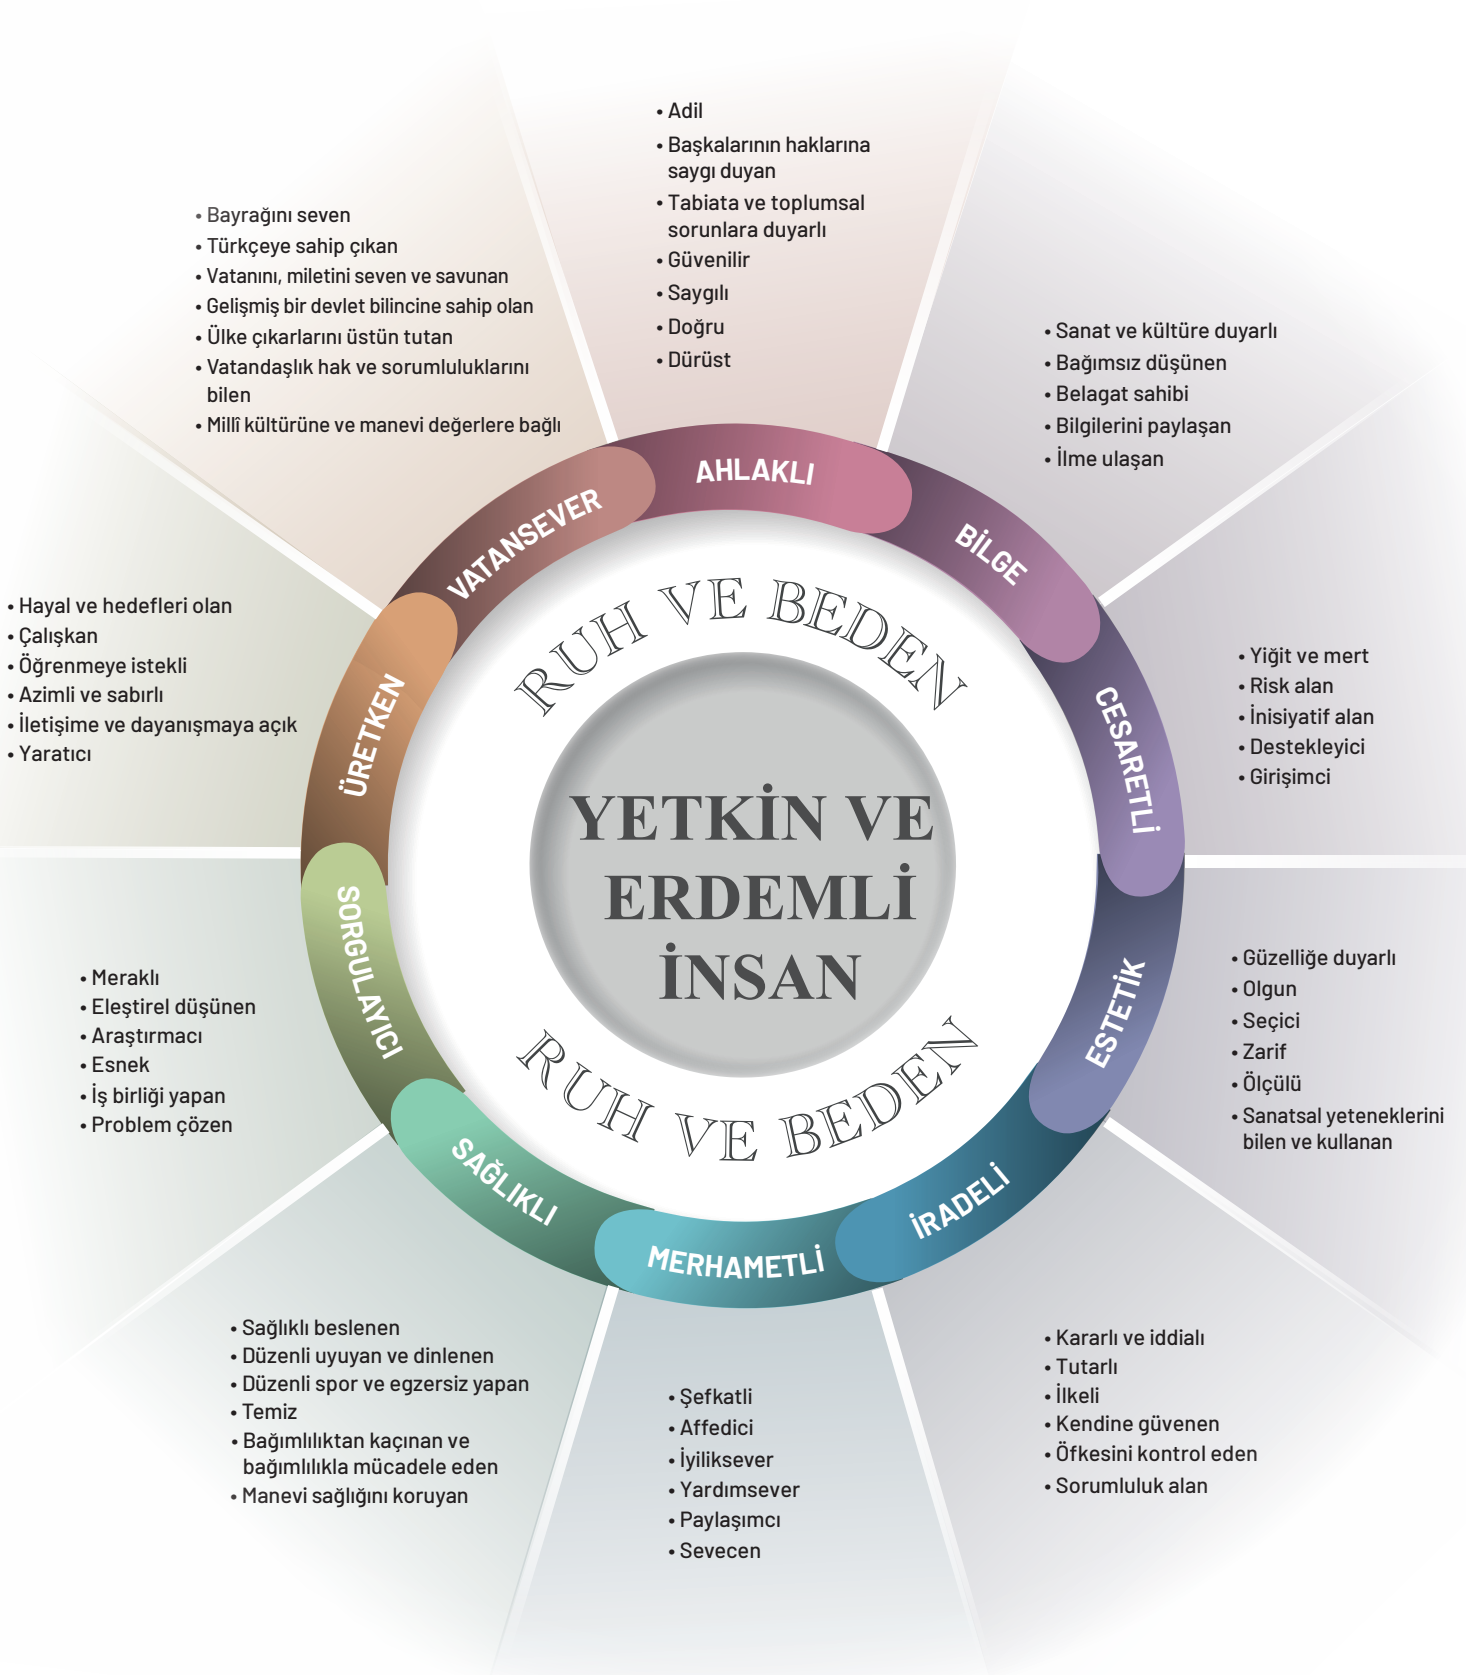 • Adil
• Başkalarının haklarına
saygı duyan
• Tabiata ve toplumsal
sorunlara duyarlı
• Güvenilir
• Saygılı
• Doğru
• Dürüst
• Bayrağını seven
• Türkçeye sahip çıkan
• Vatanını, miletini seven ve savunan
• Gelişmiş bir devlet bilincine sahip olan
• Ülke çıkarlarını üstün tutan
• Vatandaşlık hak ve sorumluluklarını
bilen
• Millî kültürüne ve manevi değerlere bağlı
• Sanat ve kültüre duyarlı
• Bağımsız düşünen
• Belagat sahibi
• Bilgilerini paylaşan
• İlme ulaşan
AHLAKLI
VATANSEVER
BİLGE
• Hayal ve hedefleri olan
• Çalışkan
• Öğrenmeye istekli
• Azimli ve sabırlı
• İletişime ve dayanışmaya açık
• Yaratıcı
ÜRETKEN
RUH VE BEDEN
CESARETLİ
• Yiğit ve mert
• Risk alan
• İnisiyatif alan
• Destekleyici
• Girişimci
YETKİN VE
ERDEMLİ
İNSAN
SORGULAYICI
• Meraklı
• Eleştirel düşünen
• Araştırmacı
• Esnek
• İş birliği yapan
• Problem çözen
ESTETİK
• Güzelliğe duyarlı
• Olgun
• Seçici
• Zarif
• Ölçülü
• Sanatsal yeteneklerini
bilen ve kullanan
RUH VE BEDEN
SAĞLIKLI
MERHAMETLİ
İRADELİ
• Sağlıklı beslenen
• Düzenli uyuyan ve dinlenen
• Düzenli spor ve egzersiz yapan
• Temiz
• Bağımlılıktan kaçınan ve
bağımlılıkla mücadele eden
• Manevi sağlığını koruyan
• Şefkatli
• Affedici
• İyiliksever
• Yardımsever
• Paylaşımcı
• Sevecen
• Kararlı ve iddialı
• Tutarlı
• İlkeli
• Kendine güvenen
• Öfkesini kontrol eden
• Sorumluluk alan